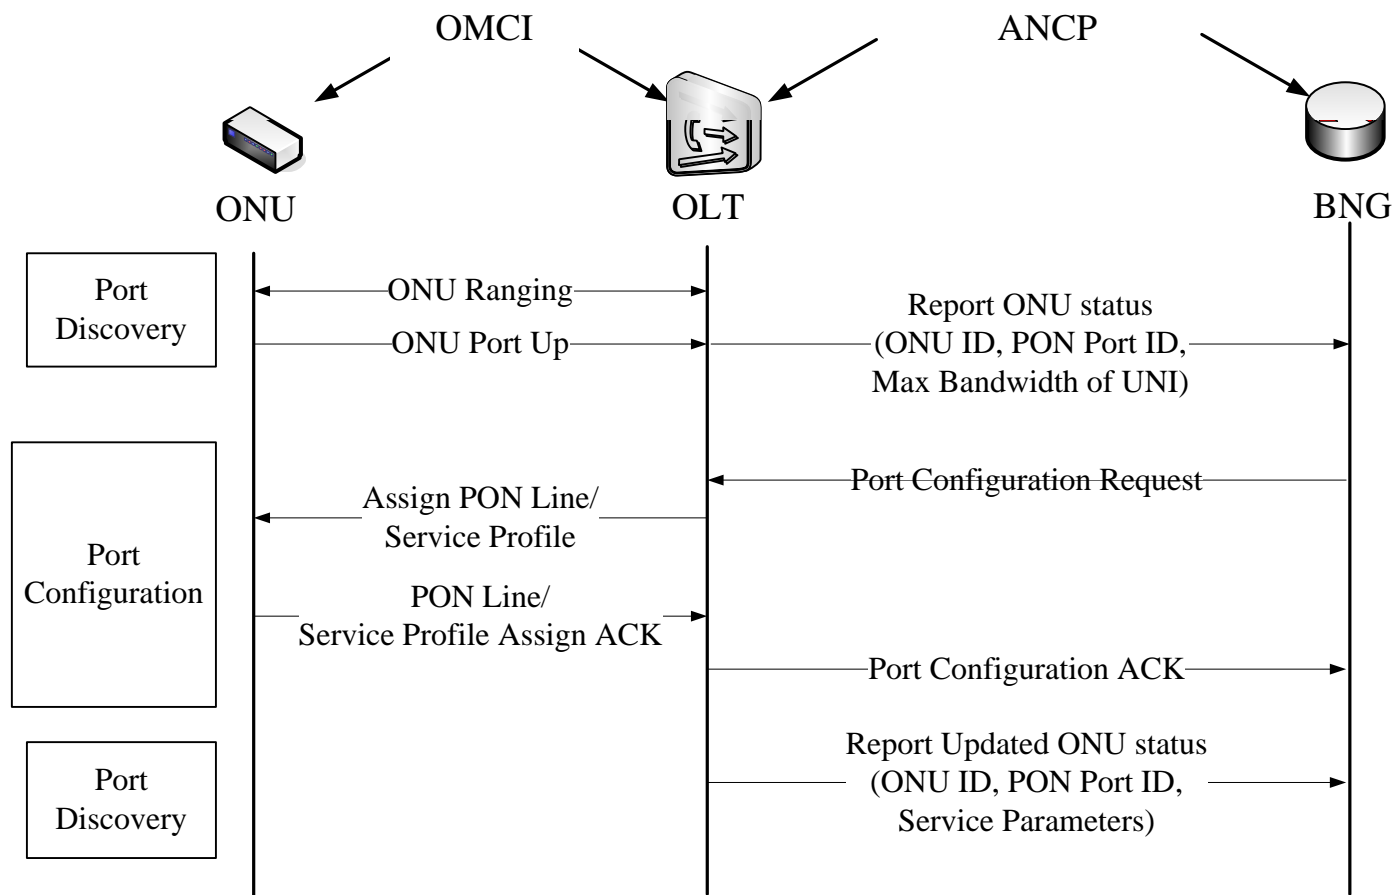 OMCI
ANCP
ONU
OLT
BNG
Port
Discovery
ONU Ranging
ONU Port Up
Report ONU status
(ONU ID, PON Port ID,
Max Bandwidth of UNI)
Port
Configuration
Port Configuration Request
Assign PON Line/
Service Profile
PON Line/
Service Profile Assign ACK
Port Configuration ACK
Port
Discovery
Report Updated ONU status
(ONU ID, PON Port ID,
Service Parameters)